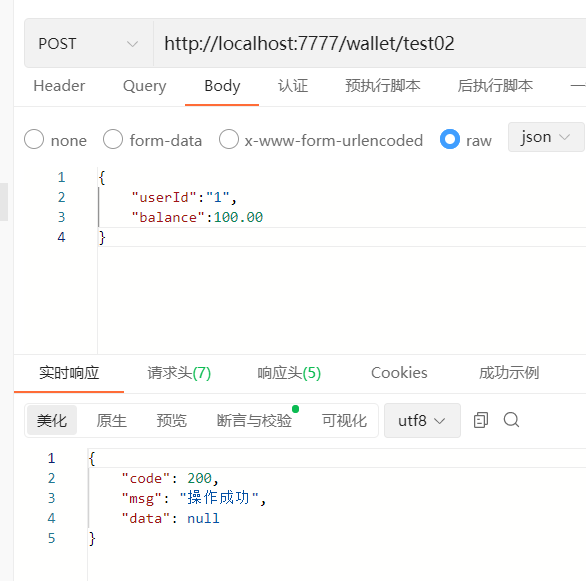 POST http://localhost:7777/wallet/test02
Header Query Body 认证 预执行脚本 后执行脚本
none form-data x-www-form-urlencoded raw json
1 {
2 "userId":"1",
3 "balance":100.00
4 }
实时响应 请求头(7) 响应头(5) Cookies 成功示例
美化 原生 预览 断言与校验 可视化 utf8
1 {
2 "code": 200,
3 "msg": "操作成功",
4 "data": null
5 }